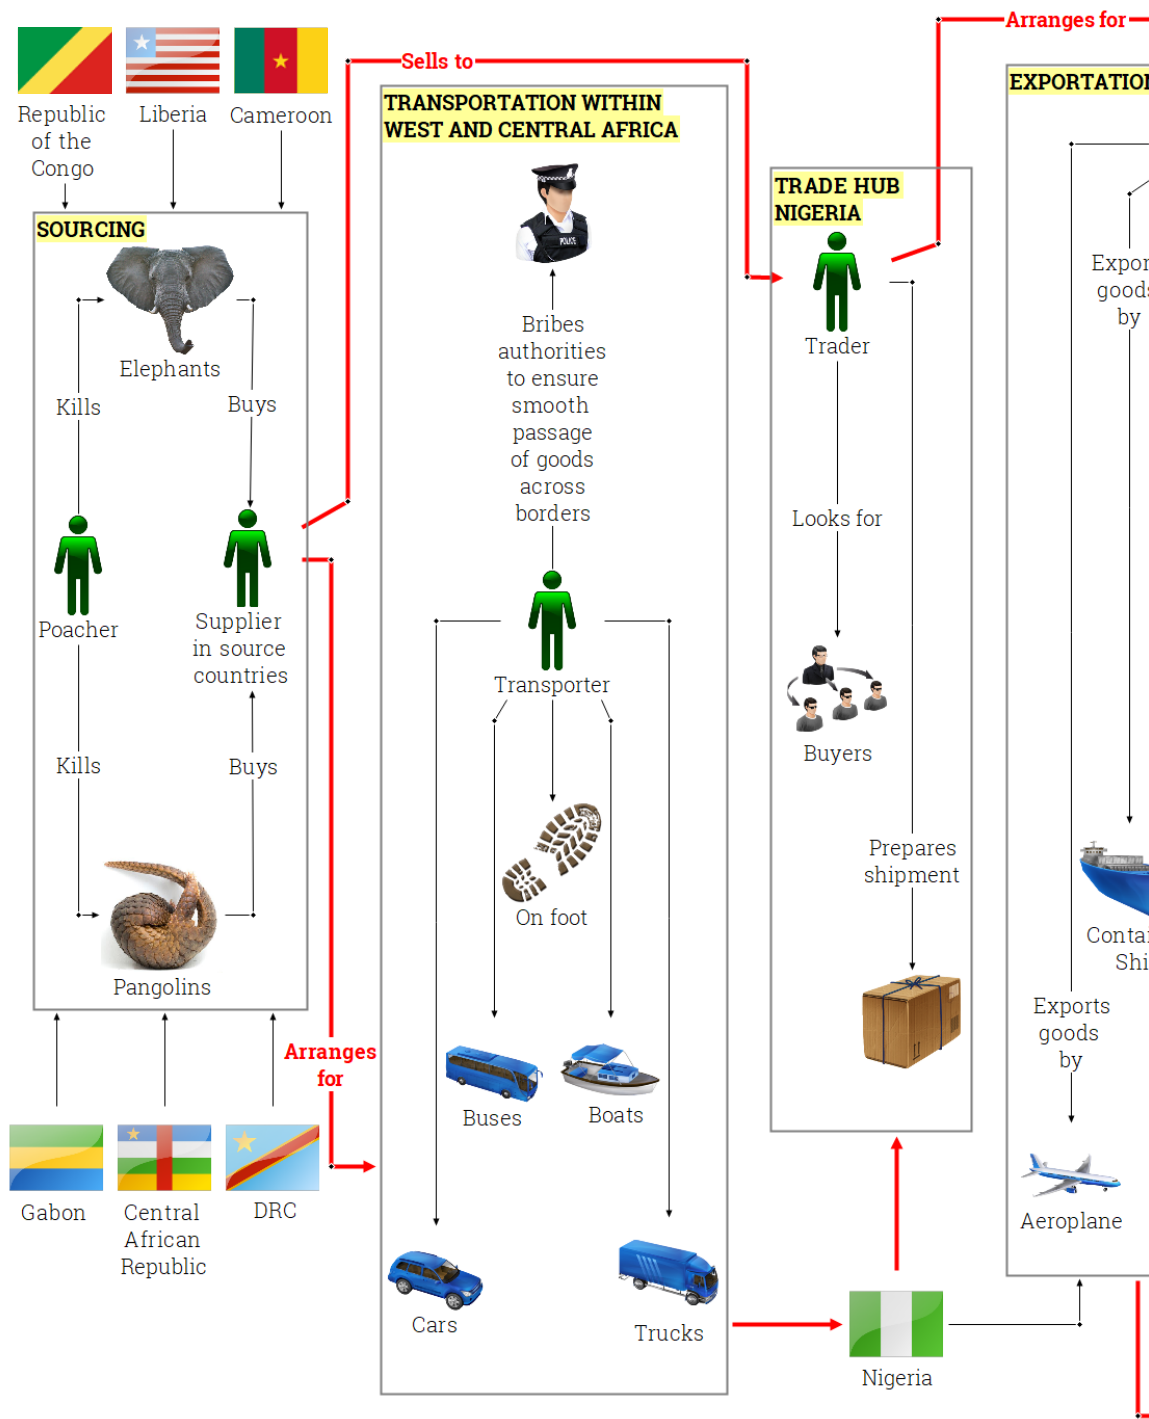 Republic
of the
Congo
Liberia
Cameroon
SOURCING
Elephants
Kills
Buys
Poacher
Supplier
in source
countries
Kills
Buys
Pangolins
Gabon
Central
African
Republic
DRC
Sells to
Arranges
for
TRANSPORTATION WITHIN
WEST AND CENTRAL AFRICA
POLICE
Bribes
authorities
to ensure
smooth
passage
of goods
across
borders
Transporter
On foot
Buses
Boats
Cars
Trucks
TRADE HUB
NIGERIA
Trader
Looks for
Buyers
Prepares
shipment
Nigeria
Arranges for
EXPORTATION
Expor
goods
by
Contai
Shi
Exports
goods
by
Aeroplane